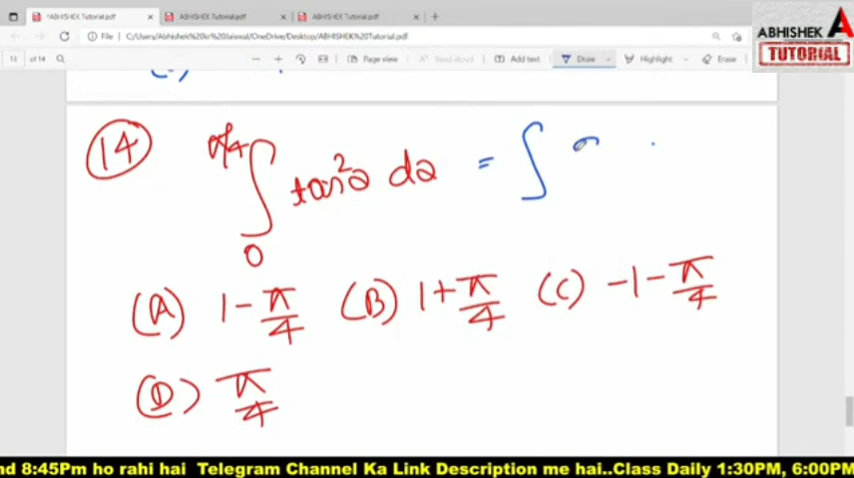 *ABHISHEK Tutorial.pdf ABHISHEK Tutorial.pdf ABHISHEK Tutorial.pdf
File C:/Users/Abhishek%20kr%20Jaiswal/OneDrive/Desktop/ABHISHEK%20Tutorial.pdf
ABHISHEK A
TUTORIAL
13 of 14 Page view Read aloud Add text Draw Highlight Erase
14 ∫₀^{π/4} tan²θ dθ = ∫
(A) 1 - π/4 (B) 1 + π/4 (C) -1 - π/4
(D) π/4
nd 8:45Pm ho rahi hai Telegram Channel Ka Link Description me hai..Class Daily 1:30PM, 6:00PM